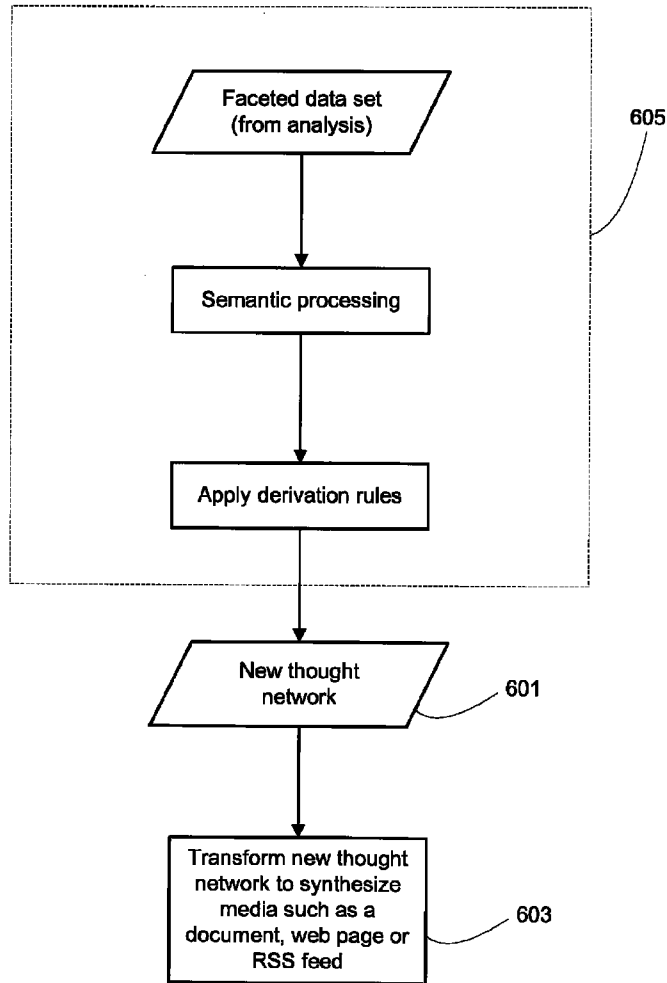 Faceted data set
(from analysis)
605
Semantic processing
Apply derivation rules
New thought
network
601
Transform new thought
network to synthesize
media such as a
document, web page or
RSS feed
603